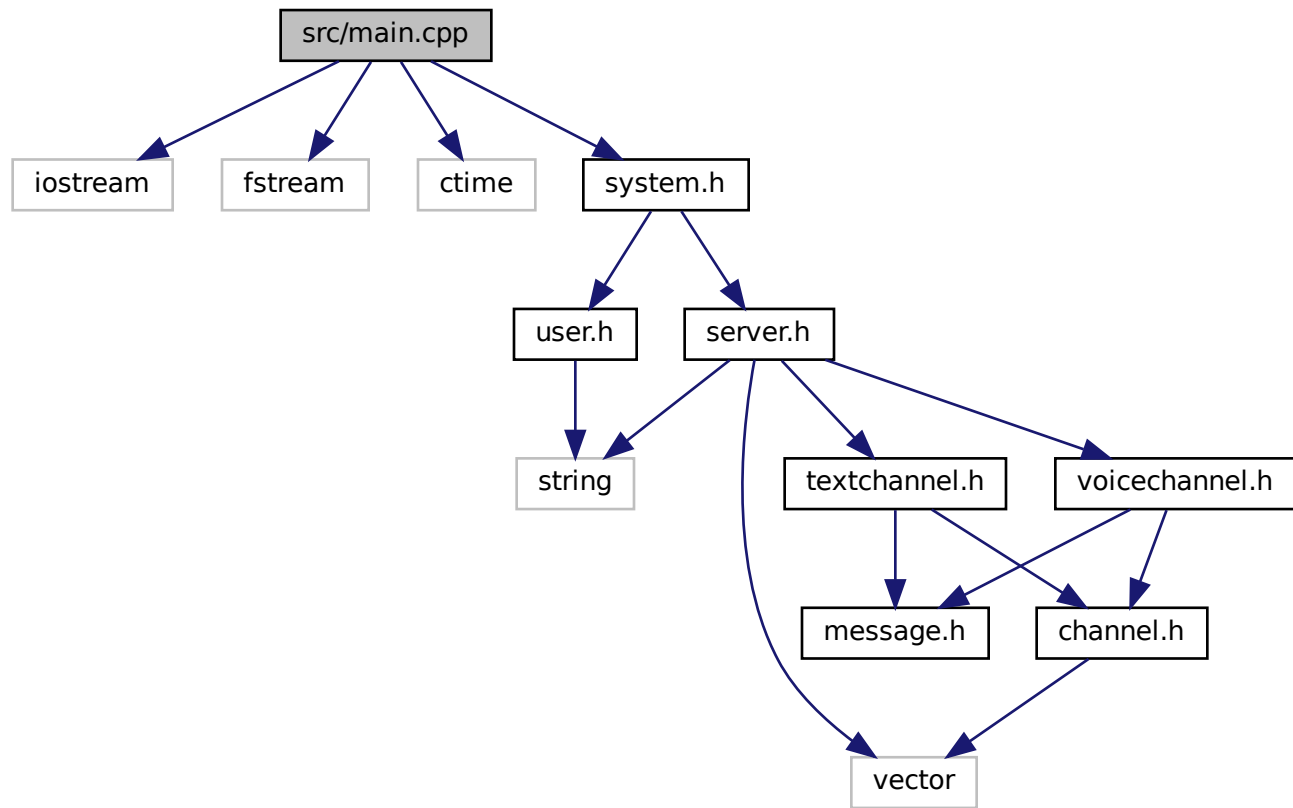 src/main.cpp
iostream
fstream
ctime
system.h
user.h
server.h
string
textchannel.h
voicechannel.h
message.h
channel.h
vector